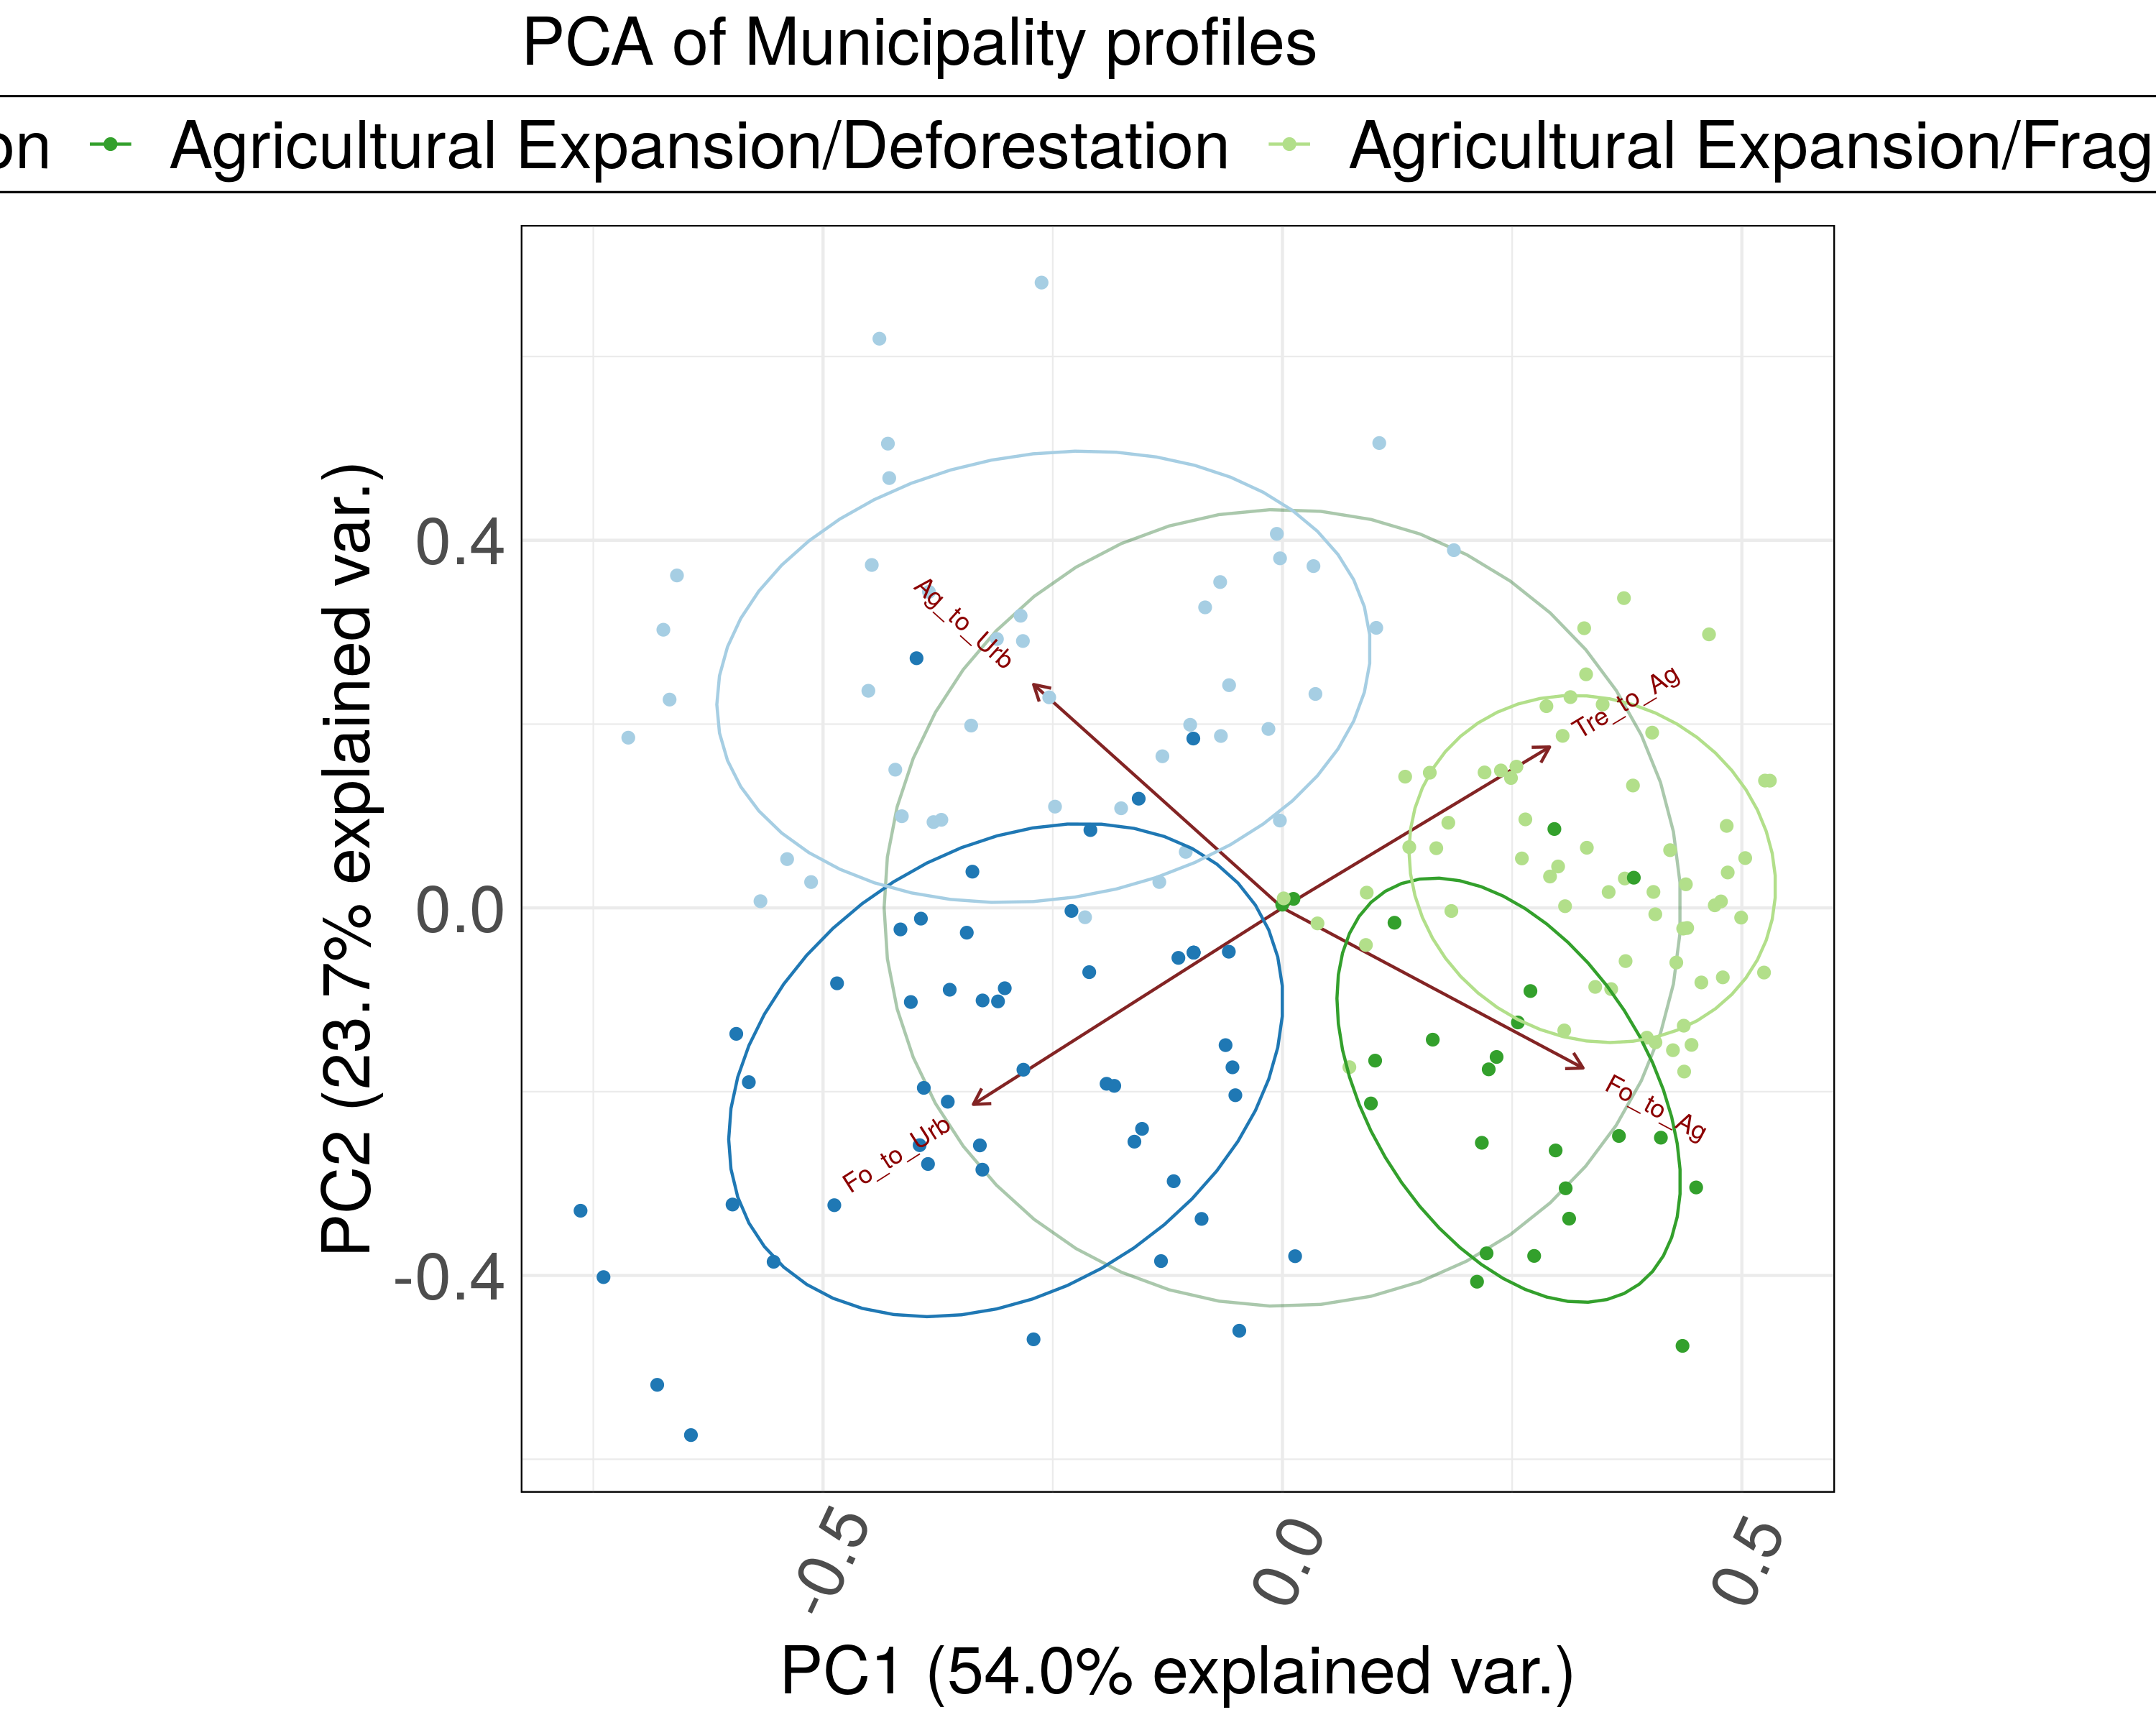 PCA of Municipality profiles
on Agricultural Expansion/Deforestation Agricultural Expansion/Frag
PC2 (23.7% explained var.)
0.4
0.0
-0.4
Ag_to_Urb
Tre_to_Ag
Fo_to_Urb
Fo_to_Ag
-0.5 0.0 0.5
PC1 (54.0% explained var.)